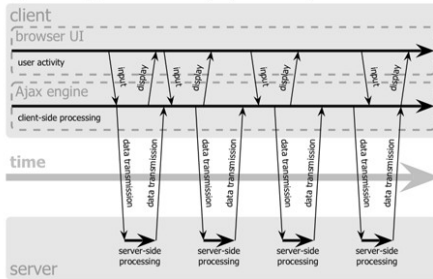 client
browser UI
user activity
input
display
input
display
input
display
input
display
Ajax engine
client-side processing
data transmission
data transmission
data transmission
data transmission
data transmission
data transmission
data transmission
data transmission
time
server-side
processing
server-side
processing
server-side
processing
server-side
processing
server